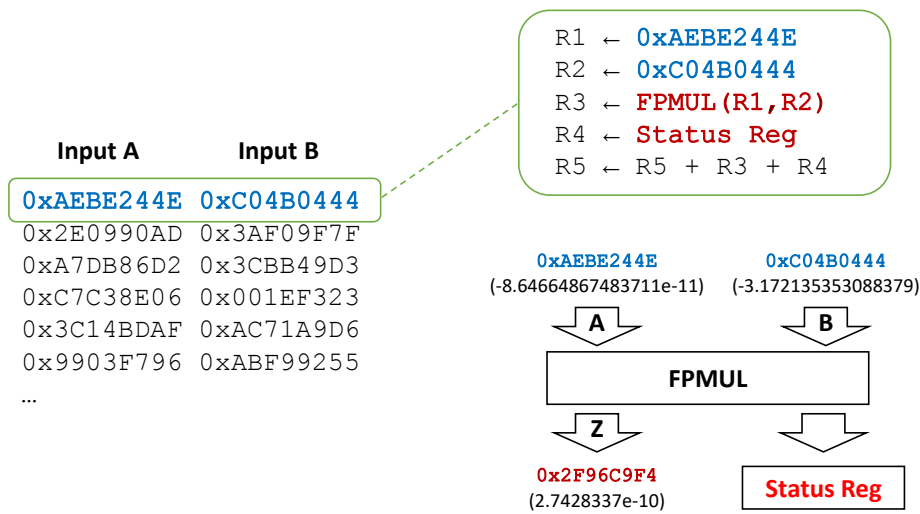 R1 ← 0xAEBE244E
R2 ← 0xC04B0444
R3 ← FPMUL(R1,R2)
R4 ← Status Reg
R5 ← R5 + R3 + R4
Input A Input B
0xAEBE244E 0xC04B0444
0x2E0990AD 0x3AF09F7F
0xA7DB86D2 0x3CBB49D3
0xC7C38E06 0x001EF323
0x3C14BDAF 0xAC71A9D6
0x9903F796 0xABF99255
…
0xAEBE244E 0xC04B0444
(-8.64664867483711e-11) (-3.172135353088379)
A B
FPMUL
Z
0x2F96C9F4
(2.7428337e-10)
Status Reg